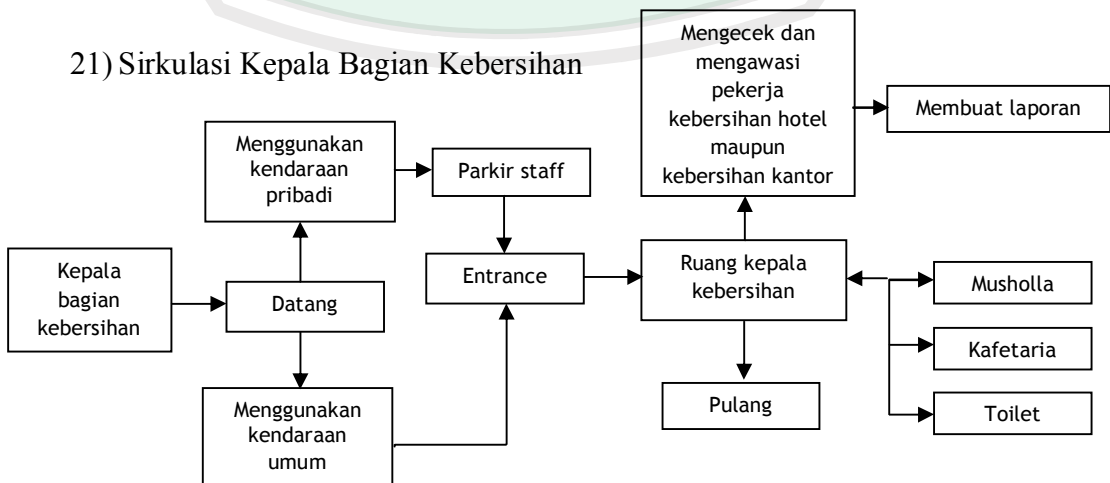 21) Sirkulasi Kepala Bagian Kebersihan
Mengecek dan
mengawasi
pekerja
kebersihan hotel
maupun
kebersihan kantor
Membuat laporan
Menggunakan
kendaraan
pribadi
Parkir staff
Kepala
bagian
kebersihan
Datang
Entrance
Ruang kepala
kebersihan
Musholla
Kafetaria
Toilet
Menggunakan
kendaraan
umum
Pulang